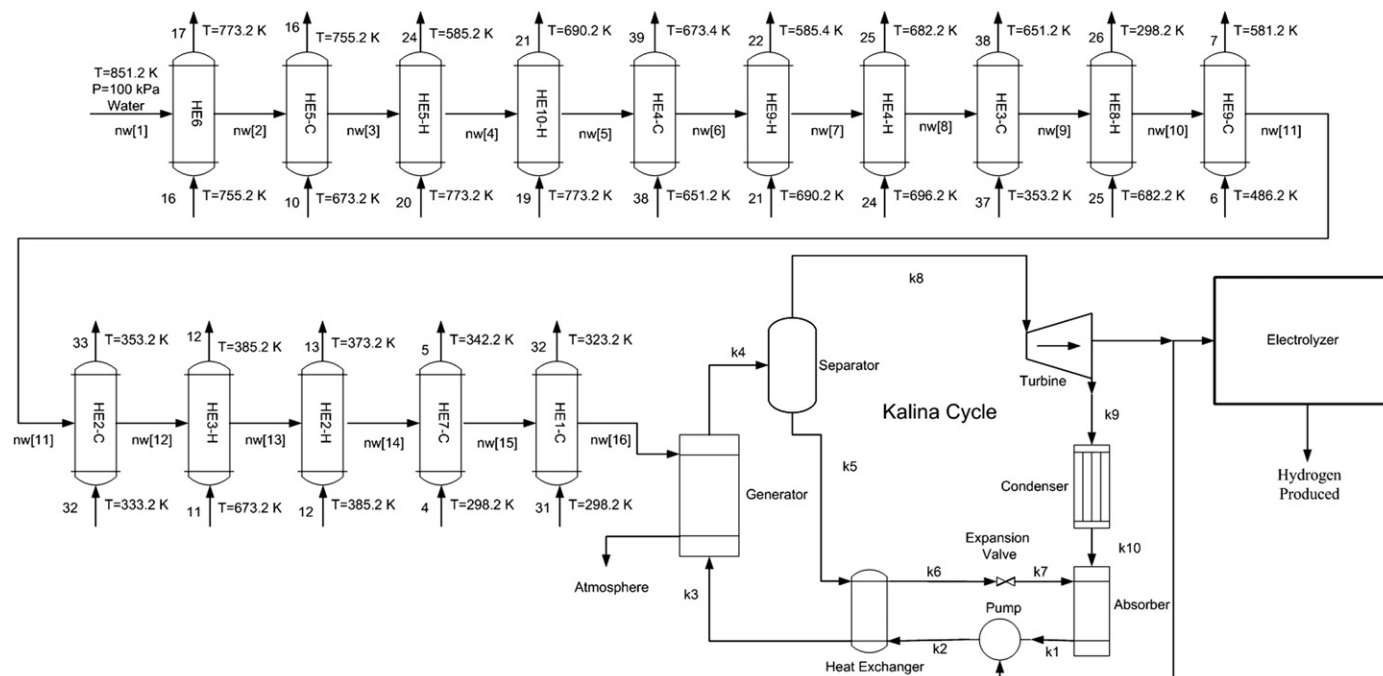 17
T=773.2 K
16
T=755.2 K
24
T=585.2 K
21
T=690.2 K
39
T=673.4 K
22
T=585.4 K
25
T=682.2 K
38
T=651.2 K
26
T=298.2 K
7
T=581.2 K
T=851.2 K
P=100 kPa
Water
nw[1]
HE6
nw[2]
HE5-C
nw[3]
HE5-H
nw[4]
HE10-H
nw[5]
HE4-C
nw[6]
HE9-H
nw[7]
HE4-H
nw[8]
HE3-C
nw[9]
HE8-H
nw[10]
HE9-C
nw[11]
16
T=755.2 K
10
T=673.2 K
20
T=773.2 K
19
T=773.2 K
38
T=651.2 K
21
T=690.2 K
24
T=696.2 K
37
T=353.2 K
25
T=682.2 K
6
T=486.2 K
33
T=353.2 K
12
T=385.2 K
13
T=373.2 K
5
T=342.2 K
32
T=323.2 K
nw[11]
HE2-C
nw[12]
HE3-H
nw[13]
HE2-H
nw[14]
HE7-C
nw[15]
HE1-C
nw[16]
32
T=333.2 K
11
T=673.2 K
12
T=385.2 K
4
T=298.2 K
31
T=298.2 K
k8
k4
Separator
Turbine
Electrolyzer
Kalina Cycle
k9
k5
Generator
Condenser
Hydrogen
Produced
Expansion
Valve
k10
Atmosphere
k3
k6
k7
Absorber
Pump
k2
k1
Heat Exchanger